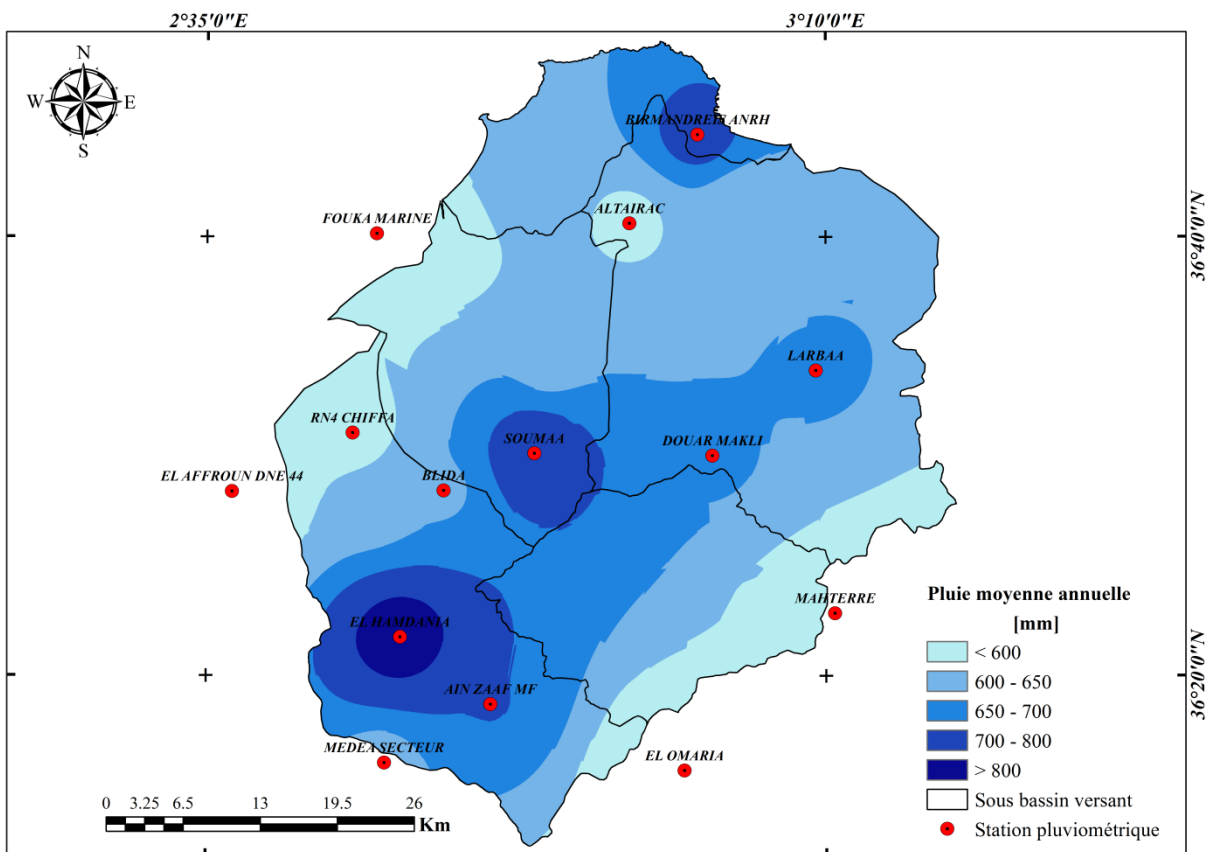 2°35'0"E
3°10'0"E
N
W
E
S
BIRMANDREIS ANRH
ALTAIRAC
FOUKA MARINE
36°40'0"N
LARBAA
RN4 CHIFFA
SOUMAA
DOUAR MAKLI
EL AFFROUN DNE 44
BLIDA
MAHTERRE
EL HAMDANIA
AIN ZAAF MF
MEDEA SECTEUR
EL OMARIA
36°20'0"N
Pluie moyenne annuelle
[mm]
< 600
600 - 650
650 - 700
700 - 800
> 800
Sous bassin versant
Station pluviométrique
0 3.25 6.5 13 19.5 26
Km